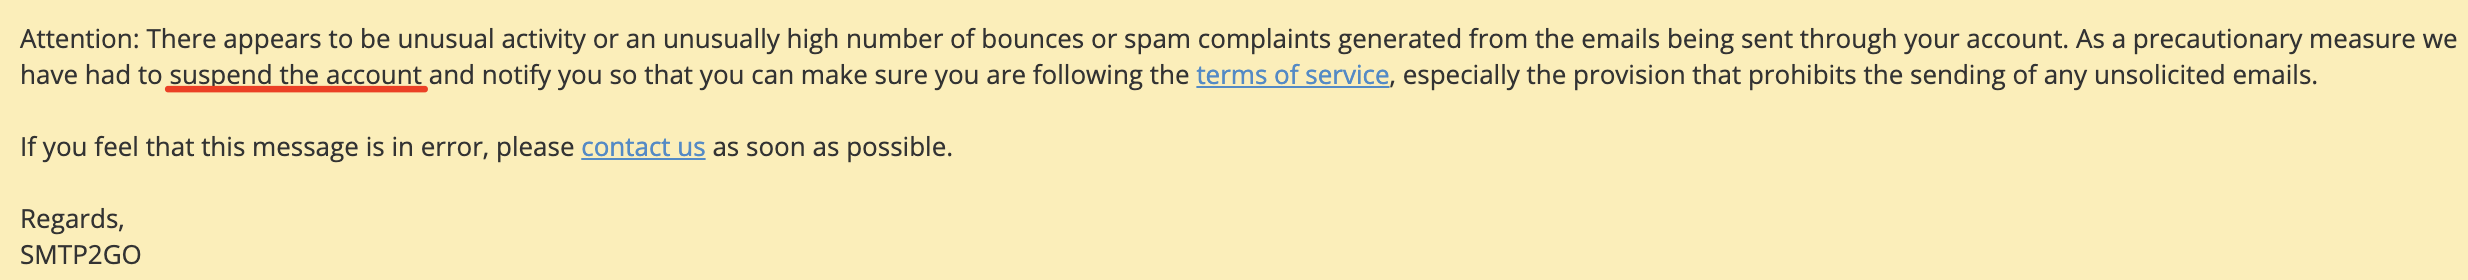 Attention: There appears to be unusual activity or an unusually high number of bounces or spam complaints generated from the emails being sent through your account. As a precautionary measure we
have had to suspend the account and notify you so that you can make sure you are following the terms of service, especially the provision that prohibits the sending of any unsolicited emails.
If you feel that this message is in error, please contact us as soon as possible.
Regards,
SMTP2GO